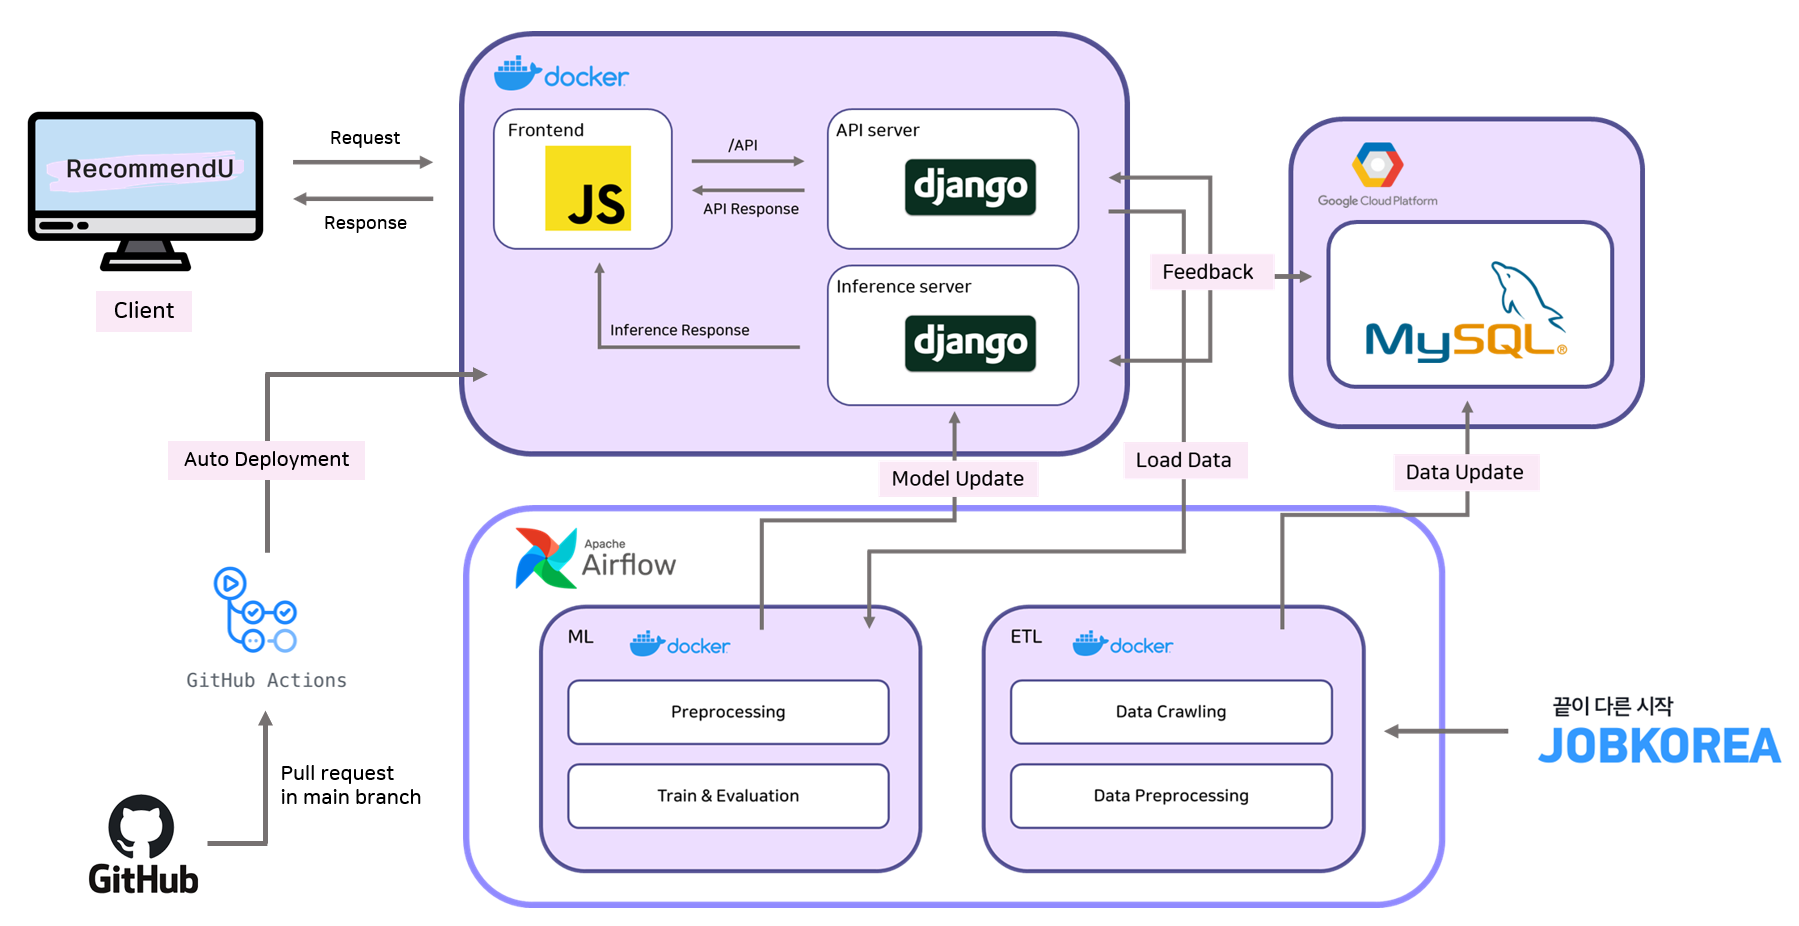 docker
RecommendU
Request
Response
Client
Frontend
JS
/API
API Response
API server
django
Inference server
django
Inference Response
Feedback
Google Cloud Platform
MySQL®
Auto Deployment
Model Update
Load Data
Data Update
Apache
Airflow
ML
docker
Preprocessing
Train & Evaluation
ETL
docker
Data Crawling
Data Preprocessing
끝이 다른 시작
JOBKOREA
GitHub Actions
Pull request
in main branch
GitHub